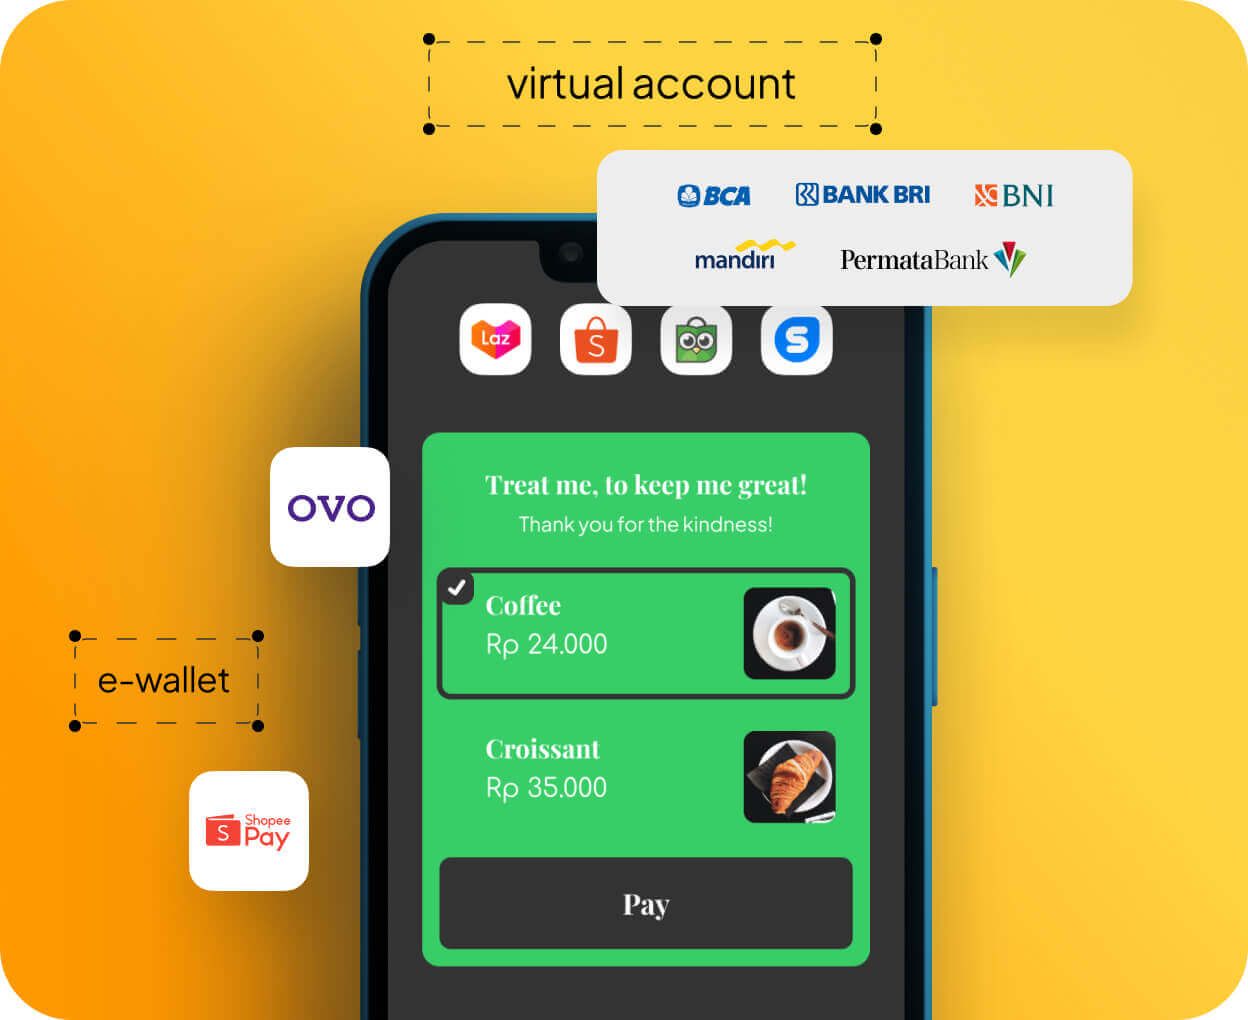 virtual account
BCA BANK BRI BNI
mandiri PermataBank
Laz S S
Treat me, to keep me great!
Thank you for the kindness!
OVO
Coffee
Rp 24.000
e-wallet
Croissant
Rp 35.000
S Shopee
Pay
Pay